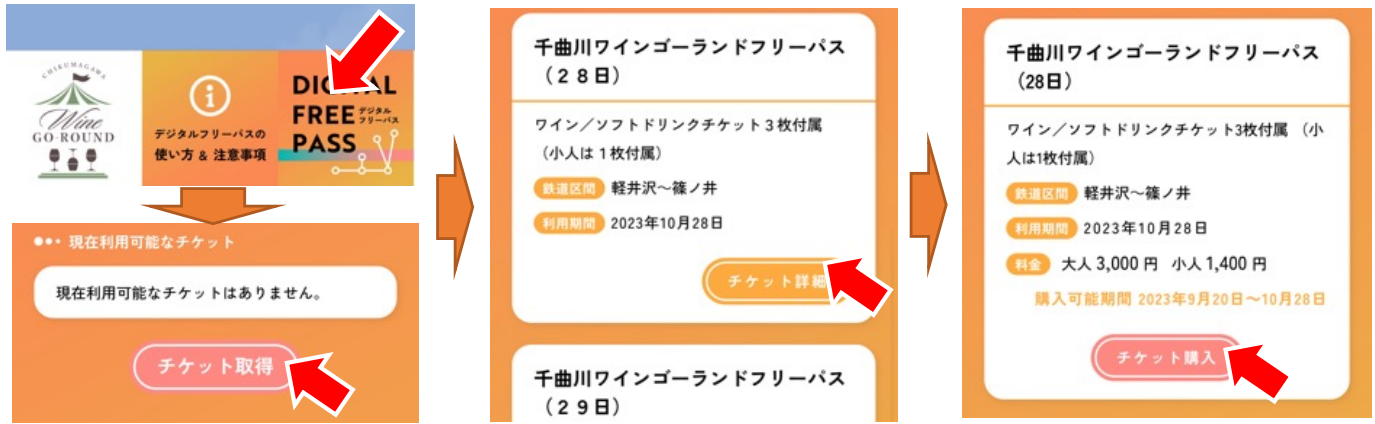 CHIKUMAGAWA
Wine
GO-ROUND
デジタルフリーパスの
使い方 & 注意事項
FREE デジタル
フリーパス
PASS
現在利用可能なチケット
現在利用可能なチケットはありません。
チケット取得
千曲川ワインゴーランドフリーパス
（２８日）
ワイン／ソフトドリンクチケット３枚付属
（小人は１枚付属）
鉄道区間 軽井沢～篠ノ井
利用期間 2023年10月28日
チケット詳細
千曲川ワインゴーランドフリーパス
（２９日）
千曲川ワインゴーランドフリーパス
（28日）
ワイン／ソフトドリンクチケット3枚付属 （小
人は1枚付属）
鉄道区間 軽井沢～篠ノ井
利用期間 2023年10月28日
料金 大人 3,000 円 小人 1,400 円
購入可能期間 2023年9月20日～10月28日
チケット購入